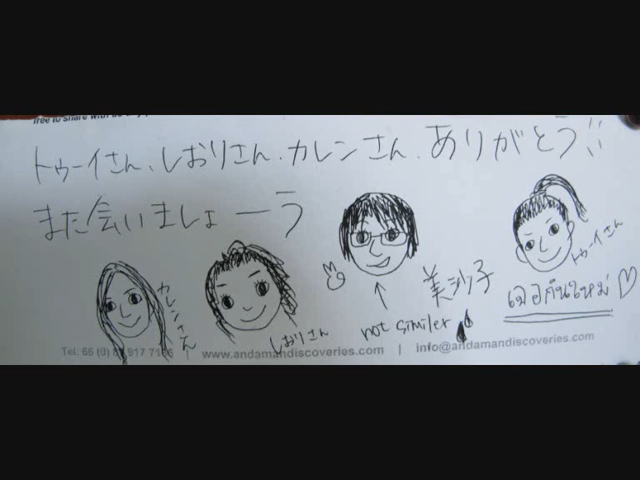 トゥーイさん、しおりさん、カレンさん、ありがとう
また会いましょーう
カレンさん
しおりさん
not similer
美沙子
トゥーイさん
เจอกันใหม่
www.andamandiscoveries.com | info@andamandiscoveries.com